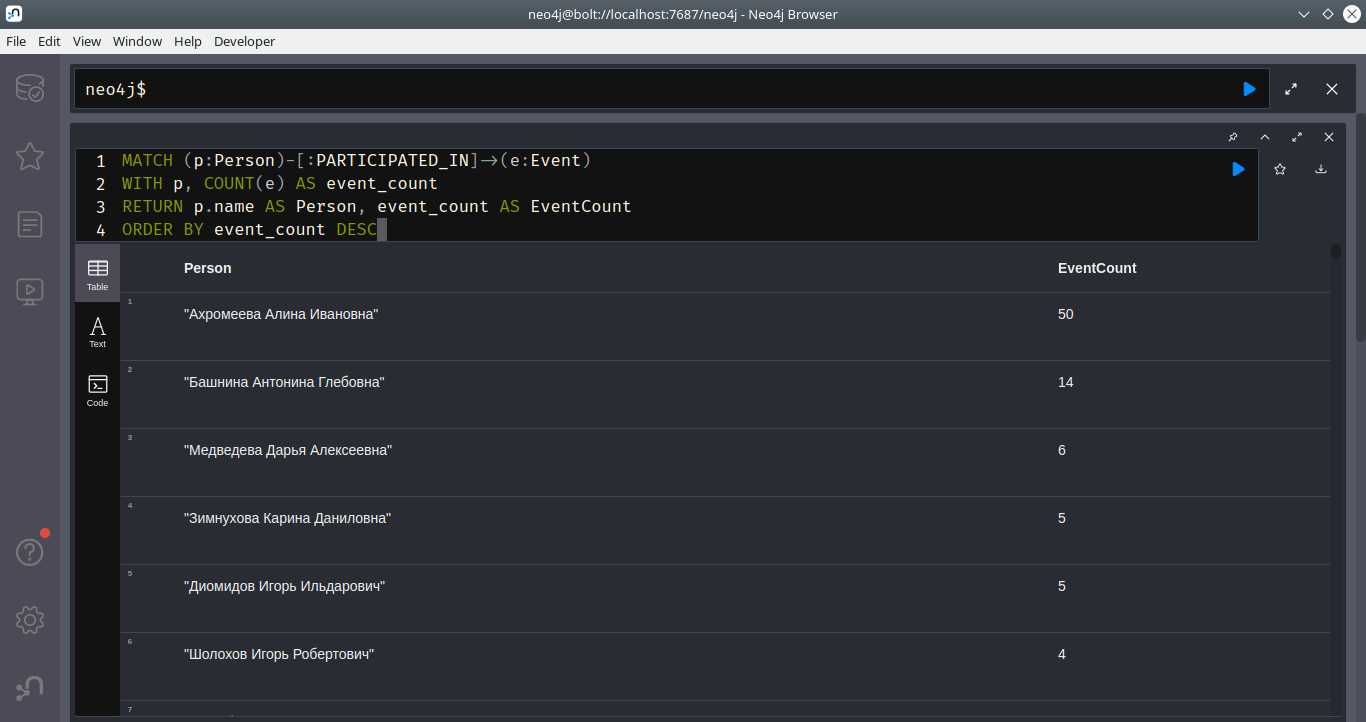 neo4j@bolt://localhost:7687/neo4j - Neo4j Browser
File Edit View Window Help Developer
neo4j$
1 MATCH (p:Person)-[:PARTICIPATED_IN]->(e:Event)
2 WITH p, COUNT(e) AS event_count
3 RETURN p.name AS Person, event_count AS EventCount
4 ORDER BY event_count DESC
Table
Text
Code
Person EventCount
1 "Ахромеева Алина Ивановна" 50
2 "Башнина Антонина Глебовна" 14
3 "Медведева Дарья Алексеевна" 6
4 "Зимнухова Карина Даниловна" 5
5 "Диомидов Игорь Ильдарович" 5
6 "Шолохов Игорь Робертович" 4
7